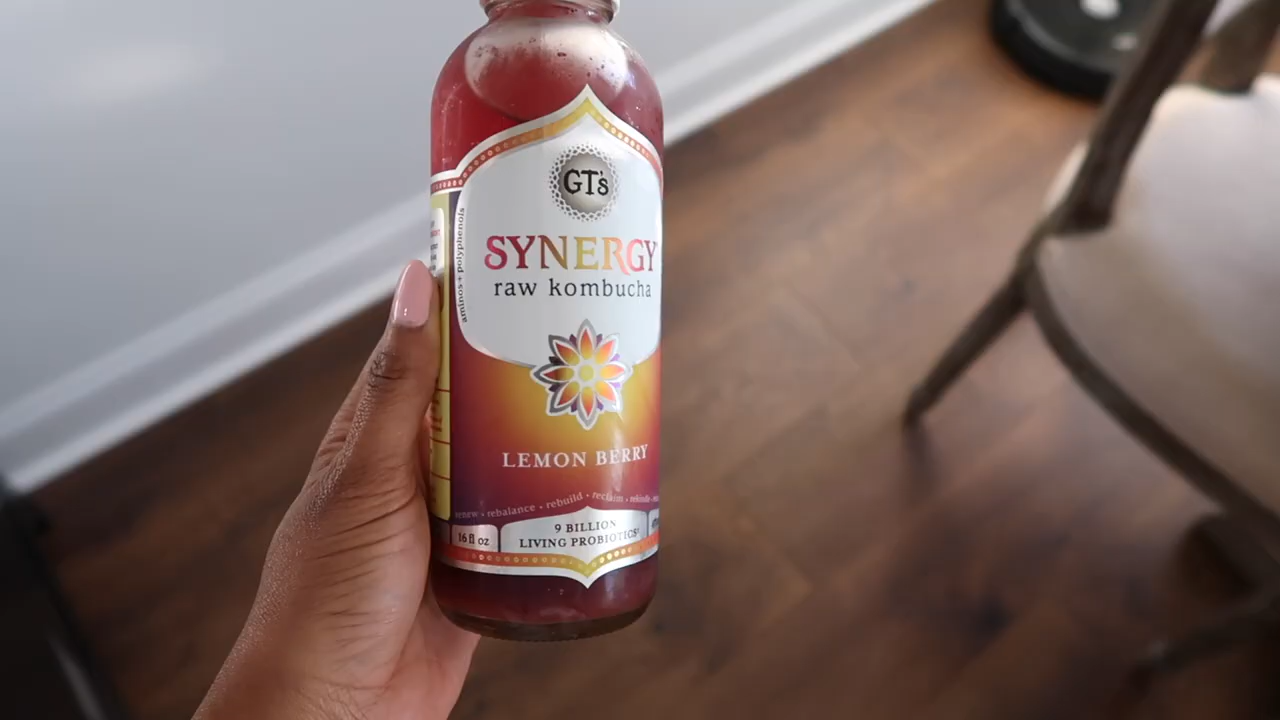 GT's
SYNERGY
raw kombucha
aminos + polyphenols
LEMON BERRY
renew • rebalance • rebuild • reclaim • rekindle
16 fl oz
9 BILLION
LIVING PROBIOTICS